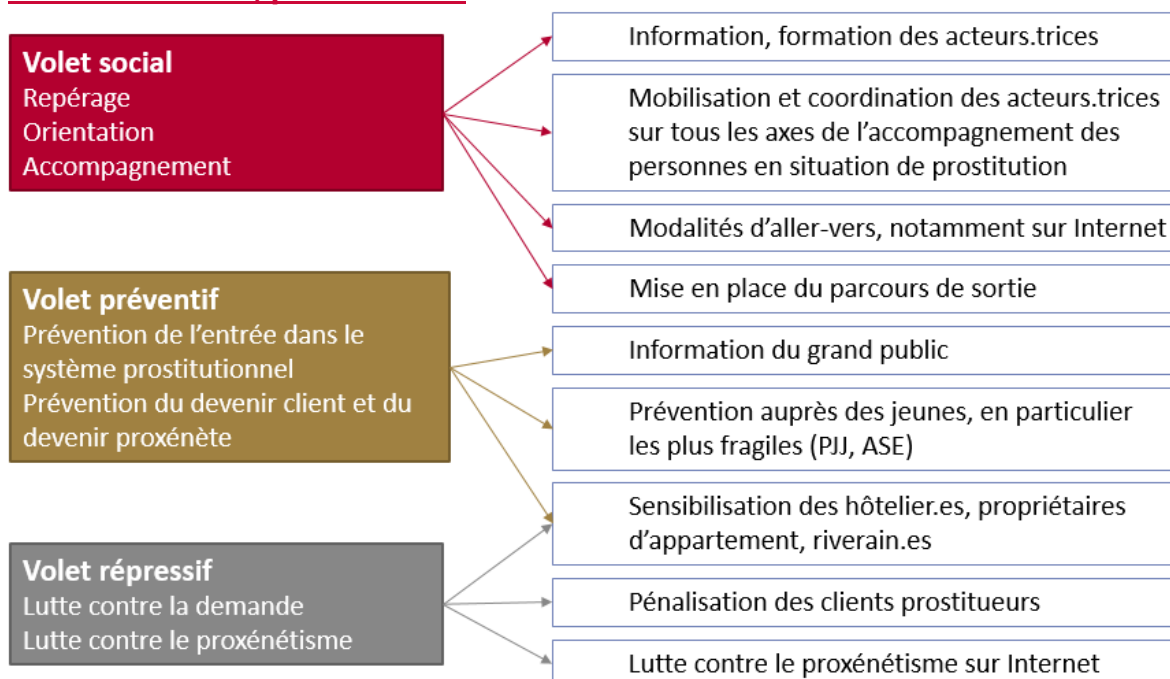 Volet social
Repérage
Orientation
Accompagnement
Information, formation des acteurs.trices
Mobilisation et coordination des acteurs.trices
sur tous les axes de l'accompagnement des
personnes en situation de prostitution
Modalités d'aller-vers, notamment sur Internet
Mise en place du parcours de sortie
Volet préventif
Prévention de l'entrée dans le
système prostitutionnel
Prévention du devenir client et du
devenir proxénète
Information du grand public
Prévention auprès des jeunes, en particulier
les plus fragiles (PJJ, ASE)
Sensibilisation des hôtelier.es, propriétaires
d'appartement, riverain.es
Volet répressif
Lutte contre la demande
Lutte contre le proxénétisme
Pénalisation des clients prostitueurs
Lutte contre le proxénétisme sur Internet